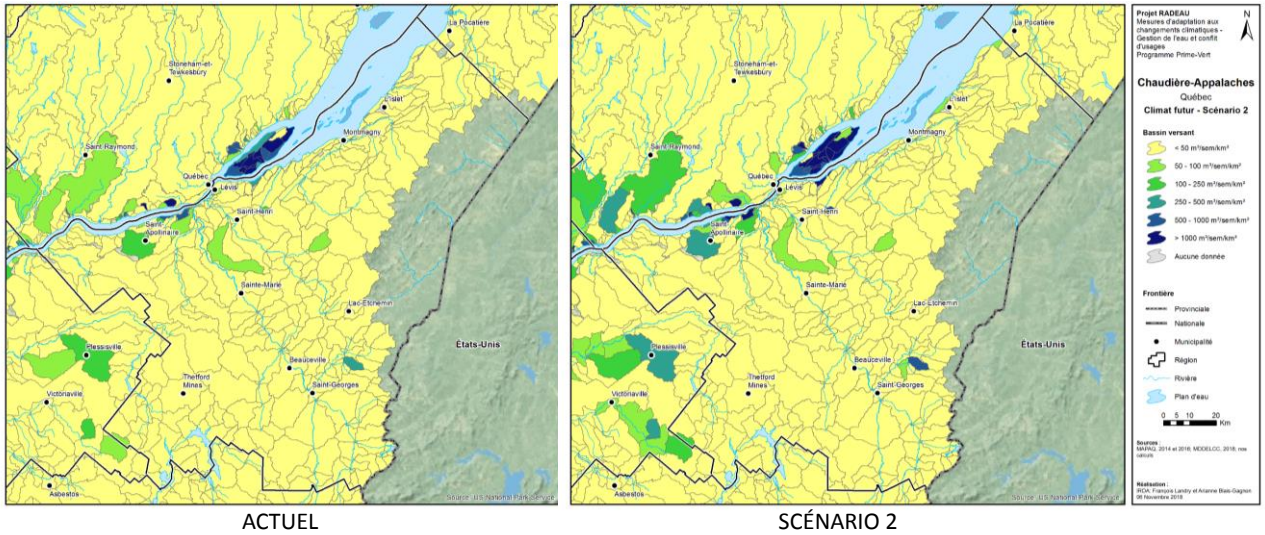 La Pocatière
Stoneham-et-
Tewkesbury
L'Islet
Montmagny
Saint-Raymond
Québec
Lévis
Saint-Henri
Saint-
Apollinaire
Sainte-Marie
Lac-Etchemin
États-Unis
Plessisville
Beauceville
Thetford
Mines
Saint-Georges
Victoriaville
Asbestos
Source : US National Park Service
ACTUEL
La Pocatière
Stoneham-et-
Tewkesbury
L'Islet
Montmagny
Saint-Raymond
Québec
Lévis
Saint-Henri
Saint-
Apollinaire
Sainte-Marie
Lac-Etchemin
États-Unis
Plessisville
Beauceville
Thetford
Mines
Saint-Georges
Victoriaville
Asbestos
Source : US National Park Service
SCÉNARIO 2
Projet RADEAU
Mesures d'adaptation aux
changements climatiques -
Gestion de l'eau et conflit
d'usages
Programme Prime-Vert
N
Chaudière-Appalaches
Québec
Climat futur - Scénario 2
Bassin versant
< 50 m³/sem/km²
50 - 100 m³/sem/km²
100 - 250 m³/sem/km²
250 - 500 m³/sem/km²
500 - 1000 m³/sem/km²
> 1000 m³/sem/km²
Aucune donnée
Frontière
Provinciale
Nationale
Municipalité
Région
Rivière
Plan d'eau
0 5 10 20
Km
Sources :
MAPAQ, 2014 et 2016; MDDELCC, 2018; nos
calculs
Réalisation :
IRDA, François Landry et Arianne Blais-Gagnon
06 Novembre 2018